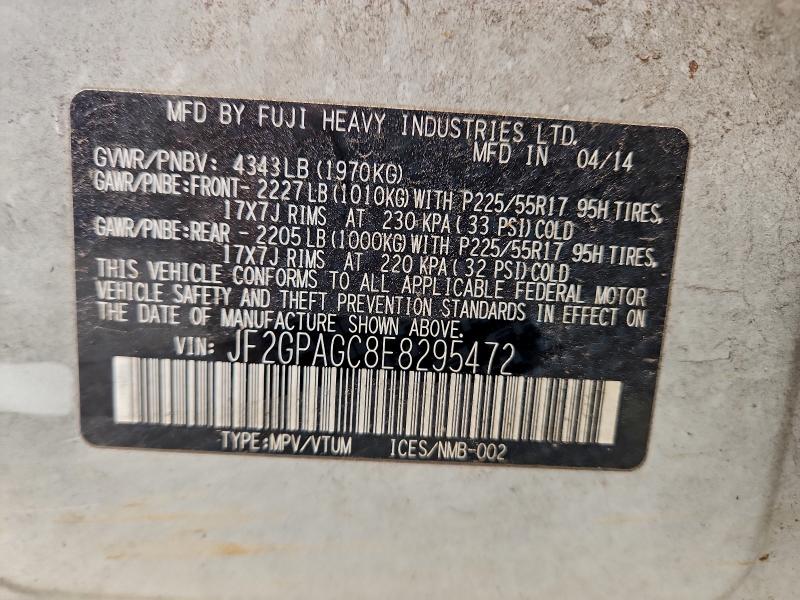 MFD BY FUJI HEAVY INDUSTRIES LTD.
MFD IN 04/14
GVWR/PNBV: 4343LB (1970KG)
GAWR/PNBE:FRONT- 2227LB (1010KG) WITH P225/55R17 95H TIRES,
17X7J RIMS AT 230 KPA ( 33 PSI) COLD
GAWR/PNBE:REAR - 2205LB (1000KG) WITH P225/55R17 95H TIRES,
17X7J RIMS AT 220 KPA ( 32 PSI) COLD
THIS VEHICLE CONFORMS TO ALL APPLICABLE FEDERAL MOTOR
VEHICLE SAFETY AND THEFT PREVENTION STANDARDS IN EFFECT ON
THE DATE OF MANUFACTURE SHOWN ABOVE.
VIN: JF2GPAGC8E8295472
TYPE:MPV/VTUM ICES/NMB-002